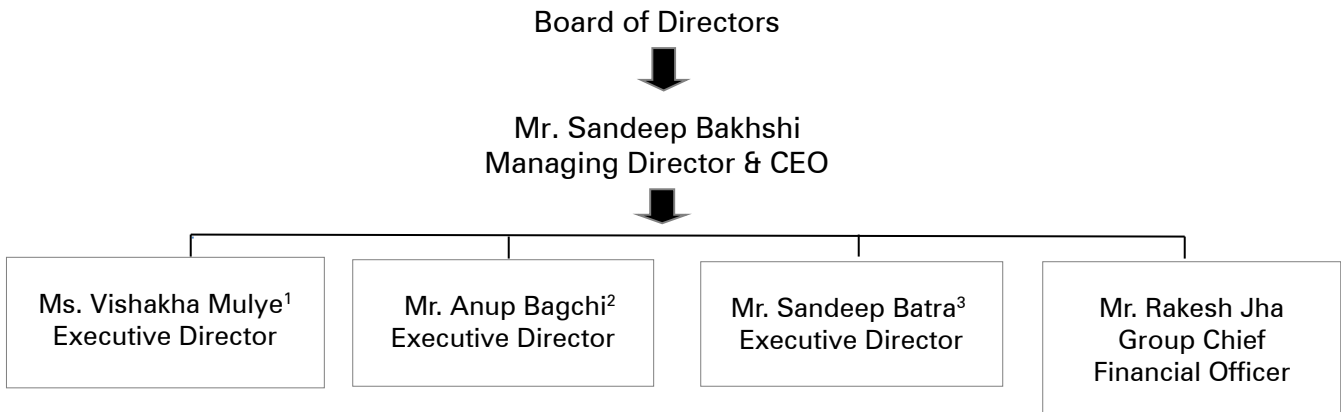 Board of Directors
Mr. Sandeep Bakhshi
Managing Director & CEO
Ms. Vishakha Mulye¹
Executive Director
Mr. Anup Bagchi²
Executive Director
Mr. Sandeep Batra³
Executive Director
Mr. Rakesh Jha
Group Chief
Financial Officer